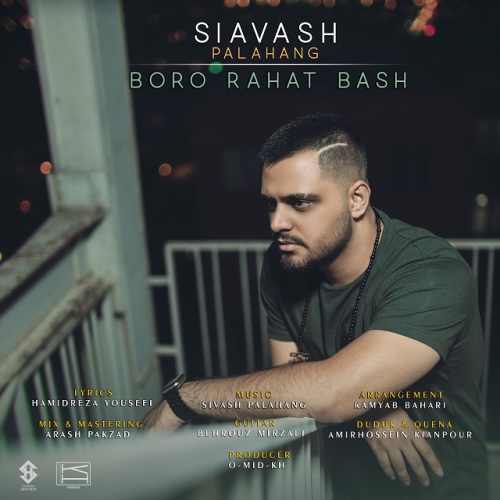 SIAVASH
PALAHANG
BORO RAHAT BASH
LYRICS
HAMIDREZA YOUSEFI
MUSIC
SIVASH PALAHANG
ARRANGEMENT
KAMYAB BAHARI
MIX & MASTERING
ARASH PAKZAD
GUITAR
BEHROUZ MIRZAEI
DUDUK & QUENA
AMIRHOSSEIN KIANPOUR
PRODUCER
O-MID-KH